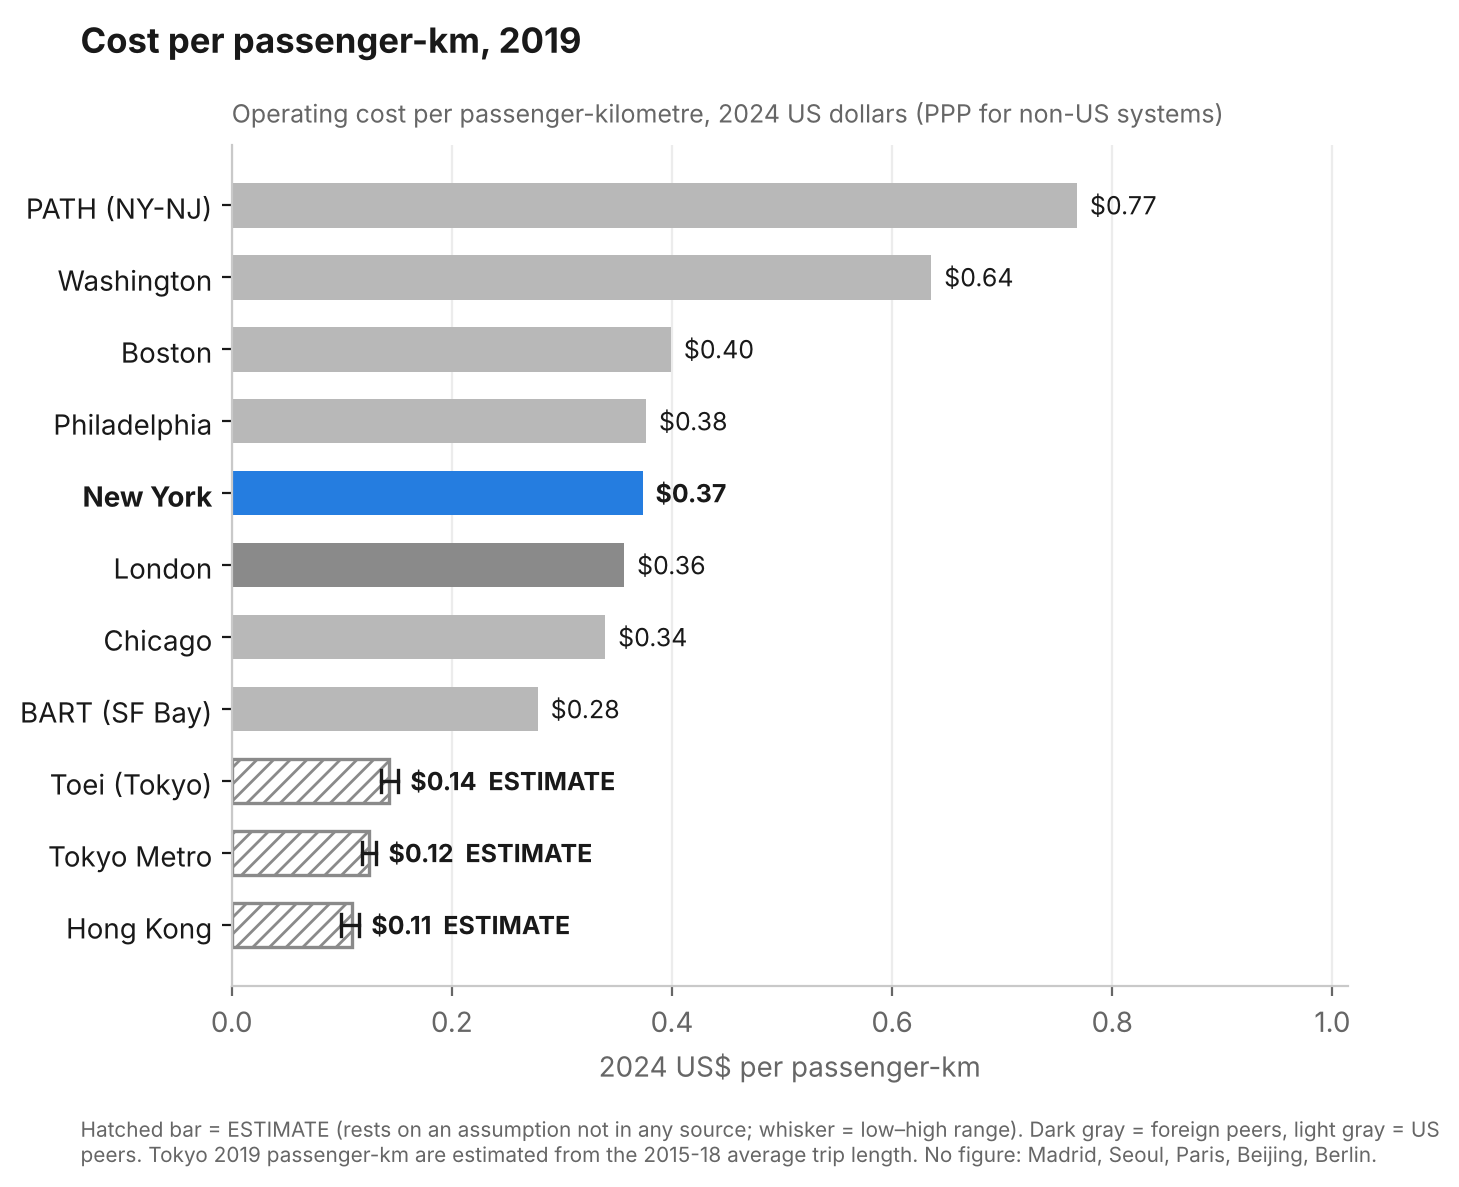 Cost per passenger-km, 2019
Operating cost per passenger-kilometre, 2024 US dollars (PPP for non-US systems)
PATH (NY-NJ) $0.77
Washington $0.64
Boston $0.40
Philadelphia $0.38
New York $0.37
London $0.36
Chicago $0.34
BART (SF Bay) $0.28
Toei (Tokyo) $0.14 ESTIMATE
Tokyo Metro $0.12 ESTIMATE
Hong Kong $0.11 ESTIMATE
0.0 0.2 0.4 0.6 0.8 1.0
2024 US$ per passenger-km
Hatched bar = ESTIMATE (rests on an assumption not in any source; whisker = low–high range). Dark gray = foreign peers, light gray = US
peers. Tokyo 2019 passenger-km are estimated from the 2015-18 average trip length. No figure: Madrid, Seoul, Paris, Beijing, Berlin.